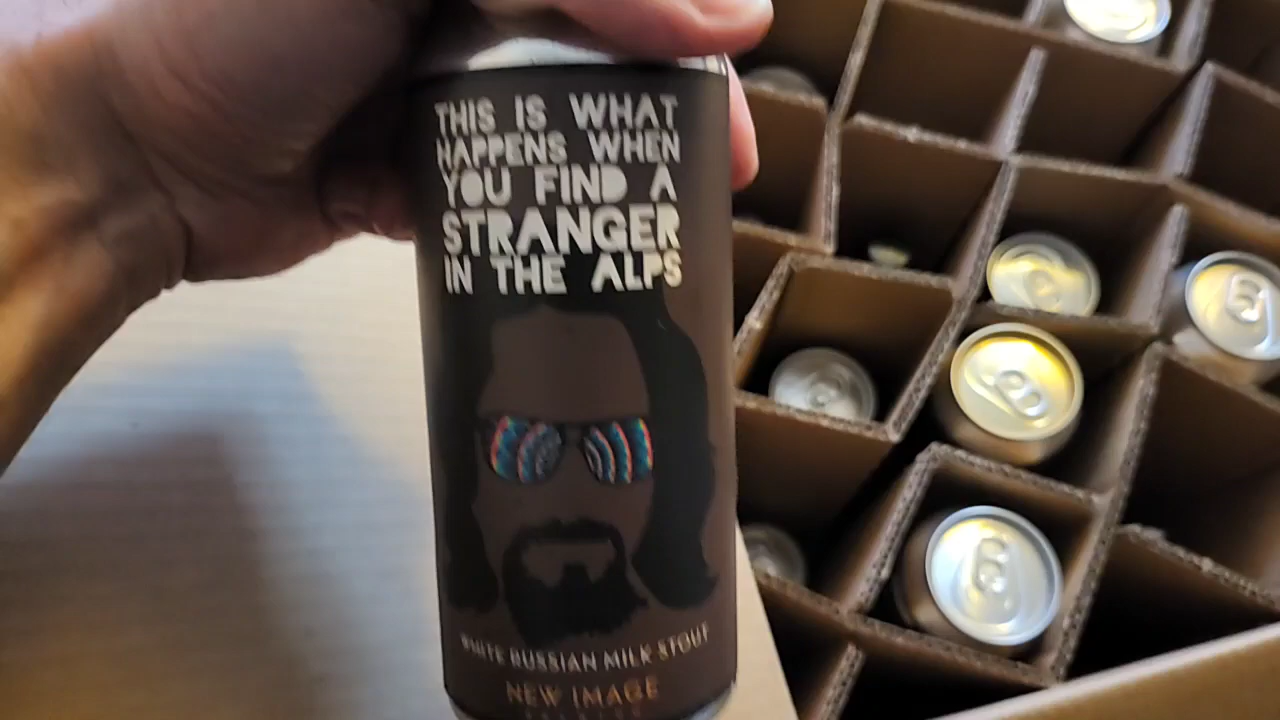 THIS IS WHAT
HAPPENS WHEN
YOU FIND A
STRANGER
IN THE ALPS
WHITE RUSSIAN MILK STOUT
NEW IMAGE